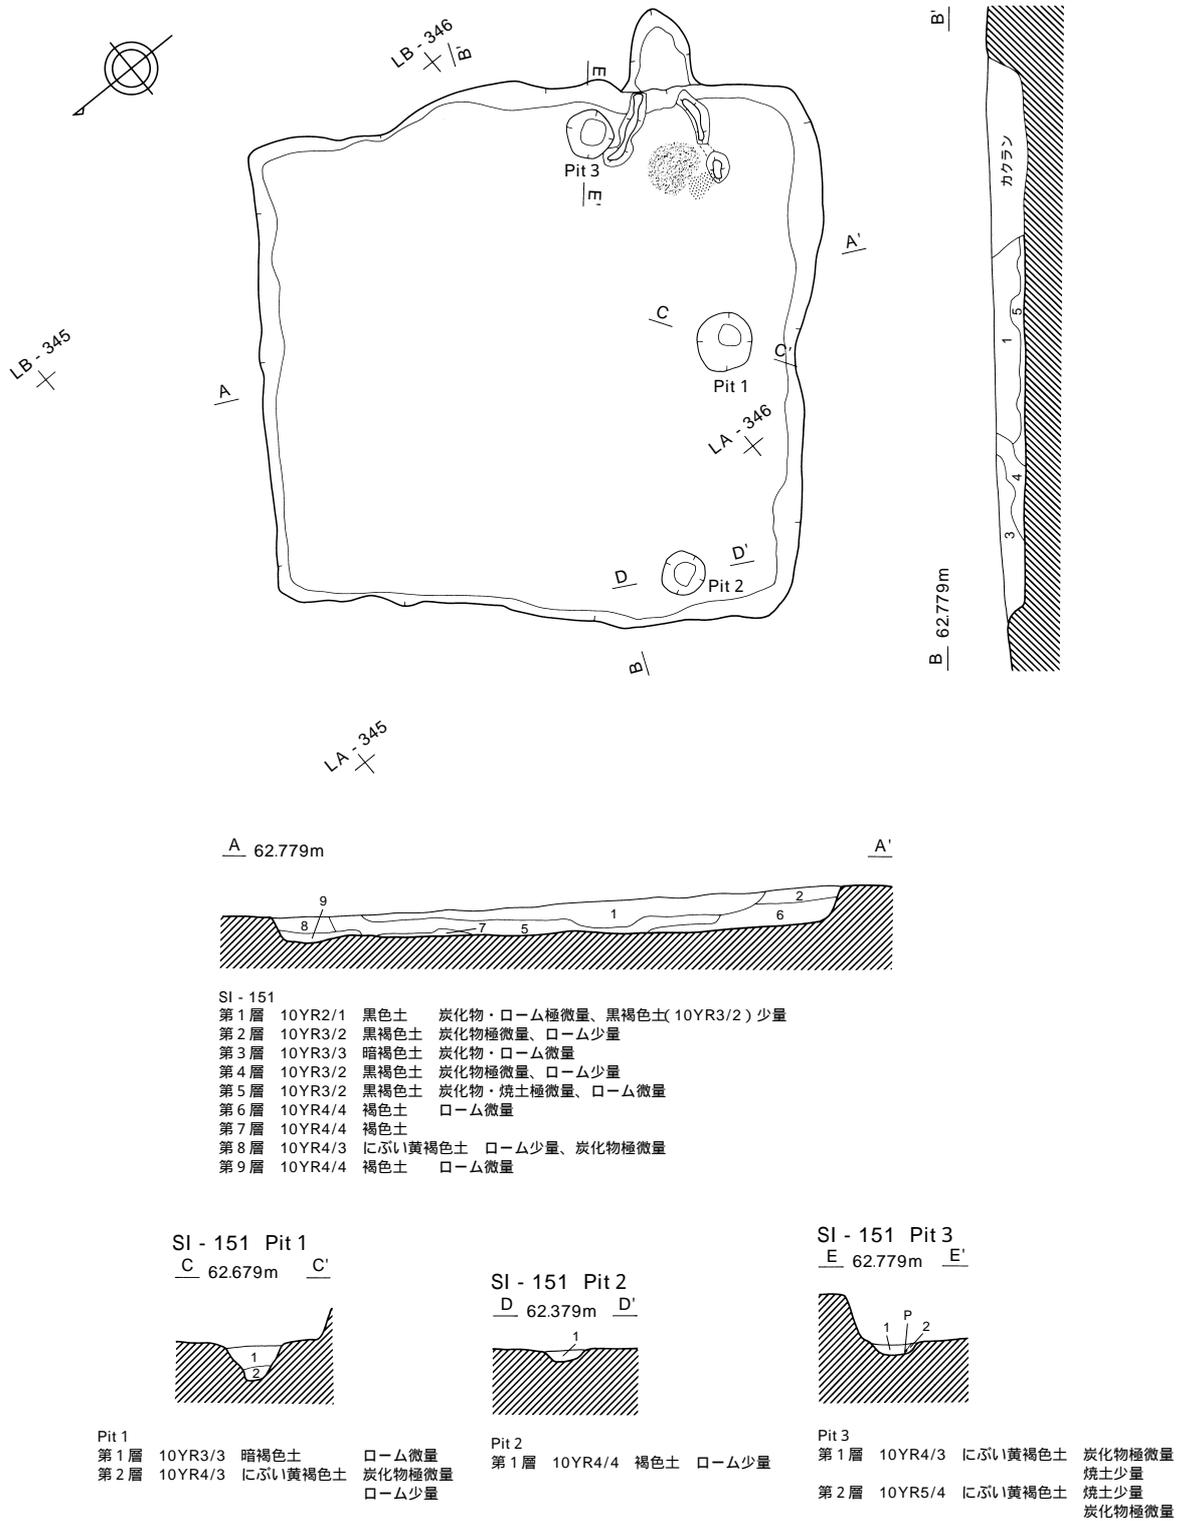 LB - 346
B'
E
Pit 3
E'
B'
カクラン
A'
C
C'
Pit 1
LB - 345
A
LA - 346
5
1
4
3
D
D'
Pit 2
B
B 62.779m
LA - 345
A 62.779m
A'
9
8
7
5
1
2
6
SI - 151
第1層 10YR2/1 黒色土 炭化物・ローム極微量、黒褐色土(10YR3/2)少量
第2層 10YR3/2 黒褐色土 炭化物極微量、ローム少量
第3層 10YR3/3 暗褐色土 炭化物・ローム微量
第4層 10YR3/2 黒褐色土 炭化物極微量、ローム少量
第5層 10YR3/2 黒褐色土 炭化物・焼土極微量、ローム微量
第6層 10YR4/4 褐色土 ローム微量
第7層 10YR4/4 褐色土
第8層 10YR4/3 にぶい黄褐色土 ローム少量、炭化物極微量
第9層 10YR4/4 褐色土 ローム微量
SI - 151 Pit 1
C 62.679m C'
1
2
Pit 1
第1層 10YR3/3 暗褐色土 ローム微量
第2層 10YR4/3 にぶい黄褐色土 炭化物極微量
ローム少量
SI - 151 Pit 2
D 62.379m D'
1
Pit 2
第1層 10YR4/4 褐色土 ローム少量
SI - 151 Pit 3
E 62.779m E'
1
P
2
Pit 3
第1層 10YR4/3 にぶい黄褐色土 炭化物極微量
焼土少量
第2層 10YR5/4 にぶい黄褐色土 焼土少量
炭化物極微量